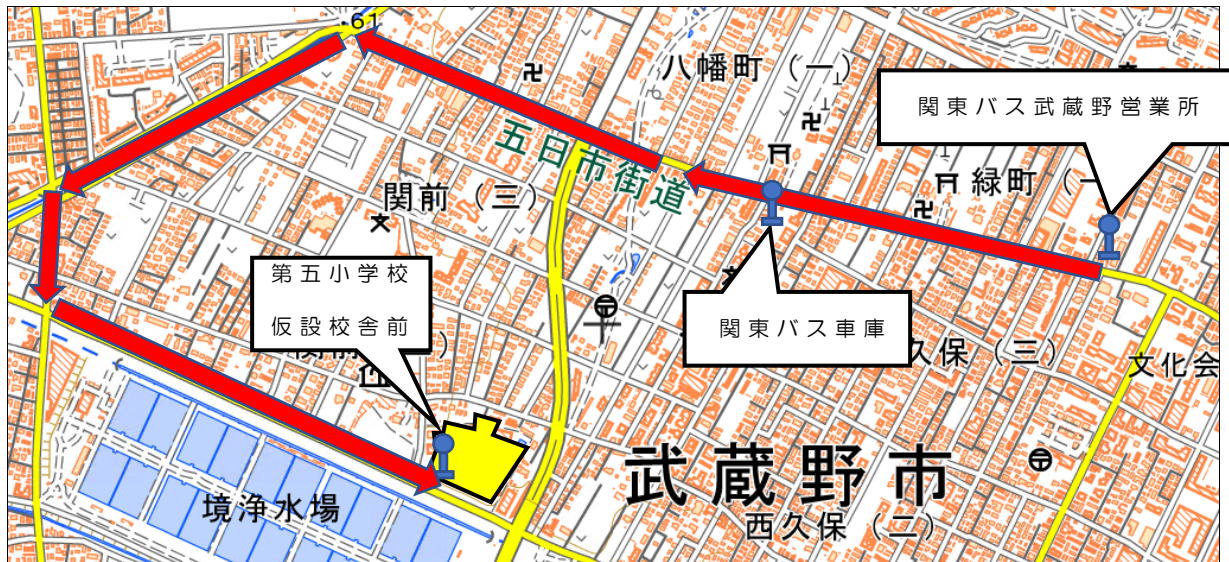 .61
八幡町（一）
関東バス武蔵野営業所
五日市街道
関前（三）
緑町（一
第五小学校
仮設校舎前
関東バス車庫
久保（三）
文化会
武蔵野市
境浄水場
西久保（二）